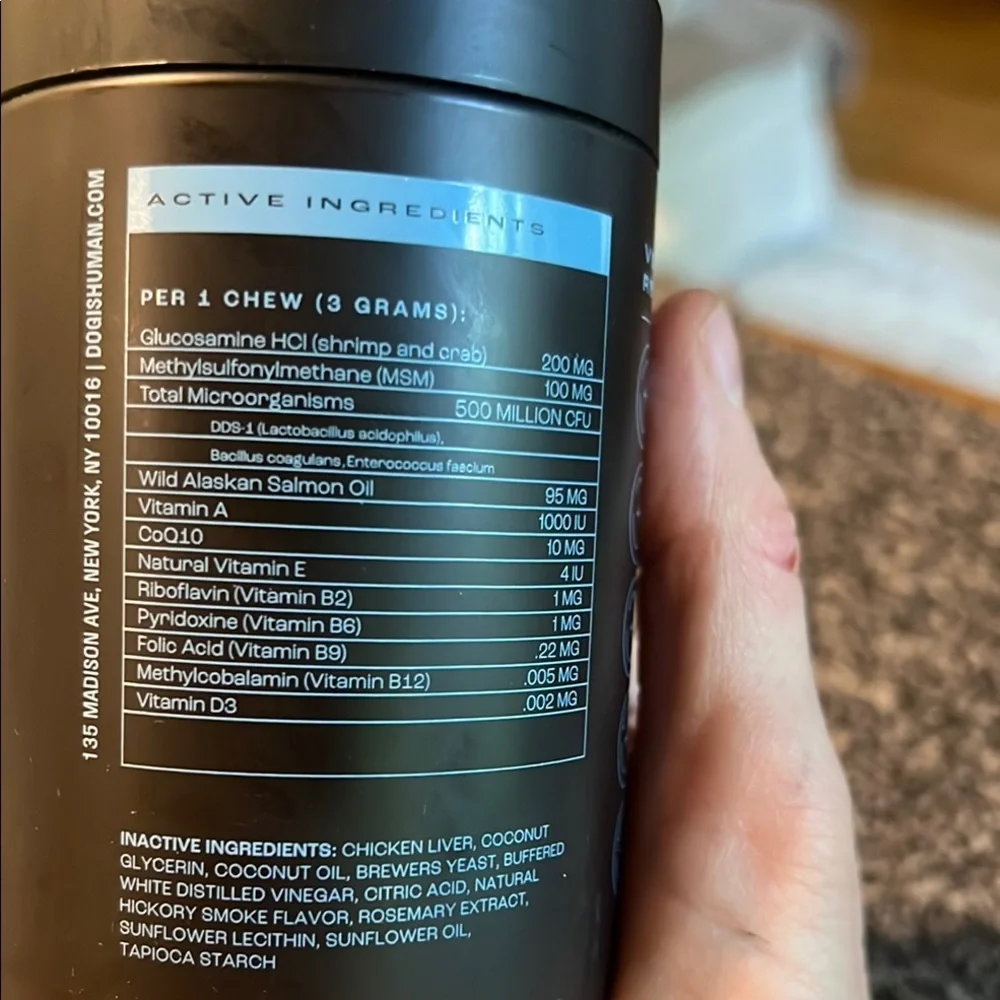 135 MADISON AVE, NEW YORK, NY 10016 | DOGISHUMAN.COM
ACTIVE INGREDIENTS
PER 1 CHEW (3 GRAMS):
Glucosamine HCl (shrimp and crab) 200 MG
Methylsulfonylmethane (MSM) 100 MG
Total Microorganisms 500 MILLION CFU
DDS-1 (Lactobacillus acidophilus),
Bacillus coagulans, Enterococcus faecium
Wild Alaskan Salmon Oil 95 MG
Vitamin A 1000 IU
CoQ10 10 MG
Natural Vitamin E 4 IU
Riboflavin (Vitamin B2) 1 MG
Pyridoxine (Vitamin B6) 1 MG
Folic Acid (Vitamin B9) .22 MG
Methylcobalamin (Vitamin B12) .005 MG
Vitamin D3 .002 MG
INACTIVE INGREDIENTS: CHICKEN LIVER, COCONUT
GLYCERIN, COCONUT OIL, BREWERS YEAST, BUFFERED
WHITE DISTILLED VINEGAR, CITRIC ACID, NATURAL
HICKORY SMOKE FLAVOR, ROSEMARY EXTRACT,
SUNFLOWER LECITHIN, SUNFLOWER OIL,
TAPIOCA STARCH